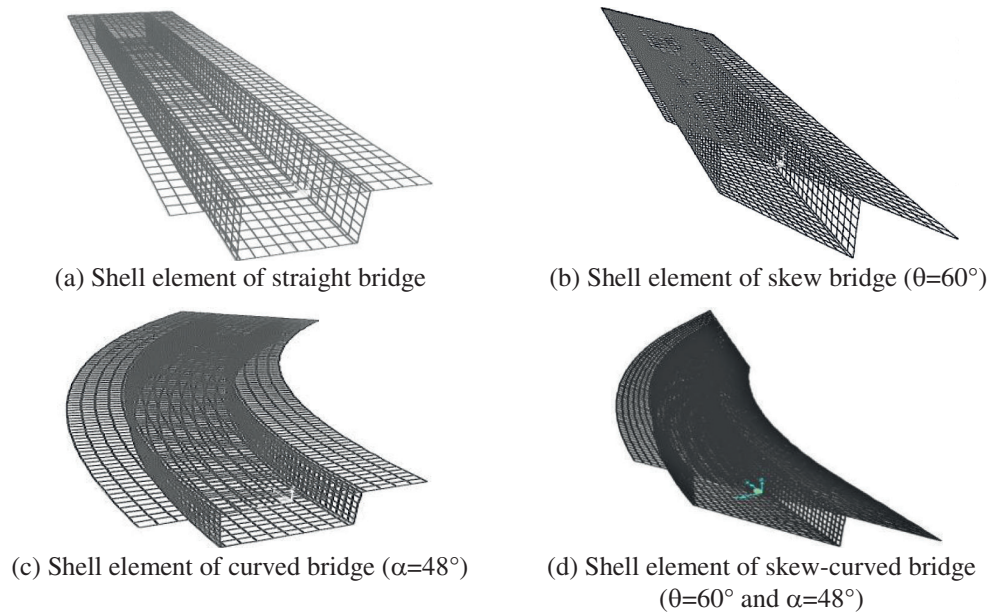 (a) Shell element of straight bridge
(b) Shell element of skew bridge (θ=60°)
(c) Shell element of curved bridge (α=48°)
(d) Shell element of skew-curved bridge
(θ=60° and α=48°)